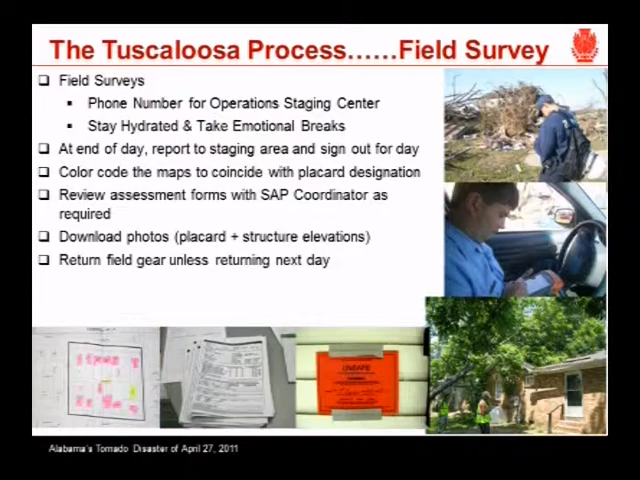 The Tuscaloosa Process......Field Survey
Field Surveys
Phone Number for Operations Staging Center
Stay Hydrated & Take Emotional Breaks
At end of day, report to staging area and sign out for day
Color code the maps to coincide with placard designation
Review assessment forms with SAP Coordinator as
required
Download photos (placard + structure elevations)
Return field gear unless returning next day
UNSAFE
Alabama's Tornado Disaster of April 27, 2011